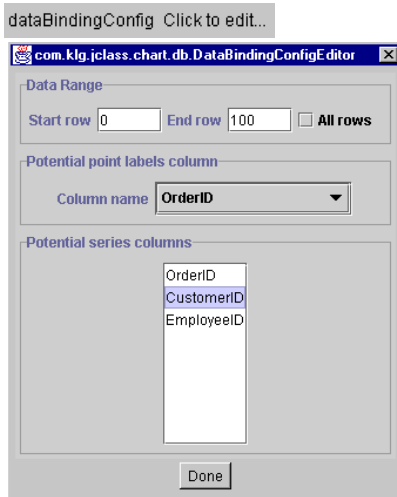 dataBindingConfig Click to edit...
com.klg.jclass.chart.db.DataBindingConfigEditor
Data Range
Start row 0 End row 100 All rows
Potential point labels column
Column name OrderID
Potential series columns
OrderID
CustomerID
EmployeeID
Done